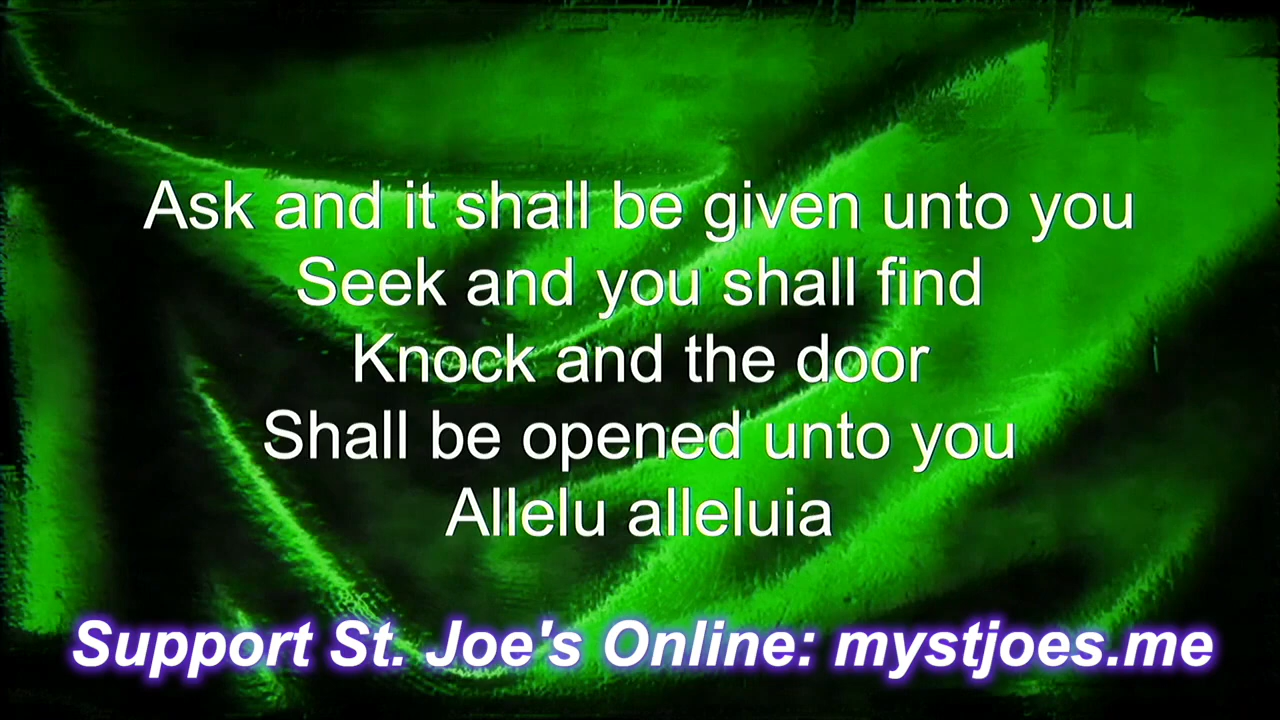 Ask and it shall be given unto you
Seek and you shall find
Knock and the door
Shall be opened unto you
Allelu alleluia
Support St. Joe's Online: mystjoes.me